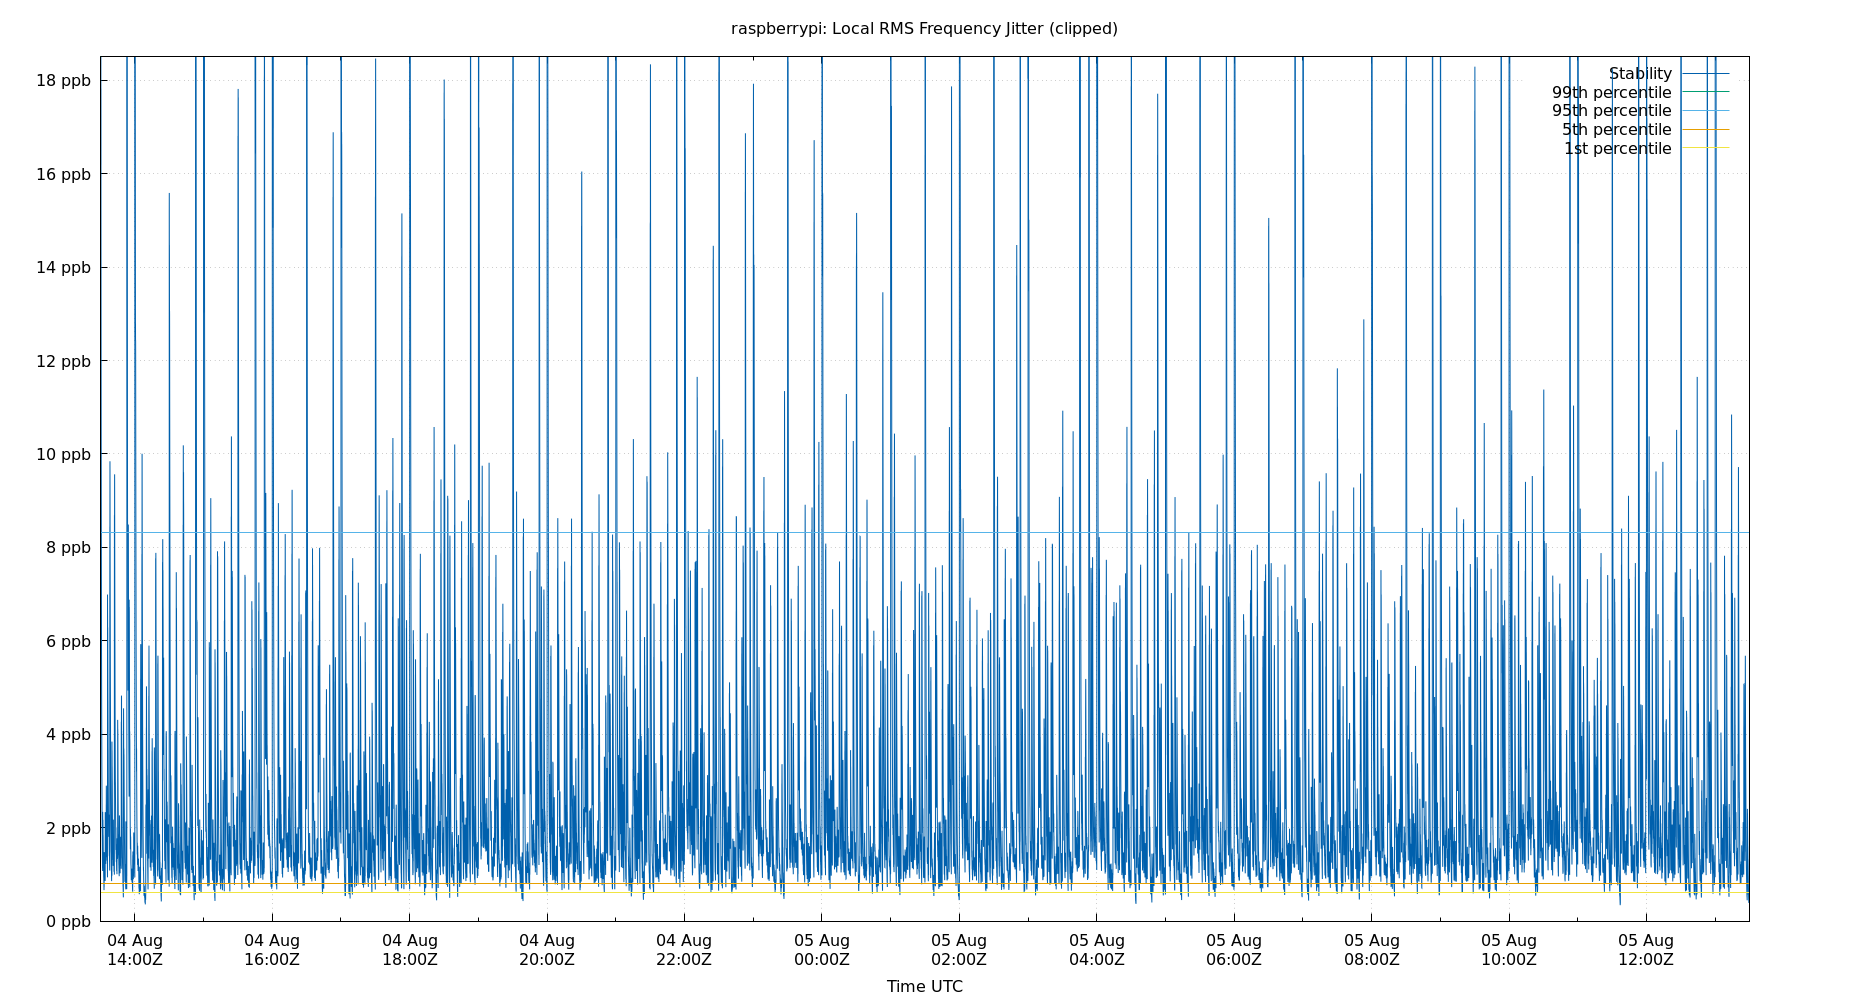 raspberrypi: Local RMS Frequency Jitter (clipped)
18 ppb
16 ppb
14 ppb
12 ppb
10 ppb
8 ppb
6 ppb
4 ppb
2 ppb
0 ppb
Stability
99th percentile
95th percentile
5th percentile
1st percentile
04 Aug 04 Aug 04 Aug 04 Aug 04 Aug 05 Aug 05 Aug 05 Aug 05 Aug 05 Aug 05 Aug 05 Aug
14:00Z 16:00Z 18:00Z 20:00Z 22:00Z 00:00Z 02:00Z 04:00Z 06:00Z 08:00Z 10:00Z 12:00Z
Time UTC